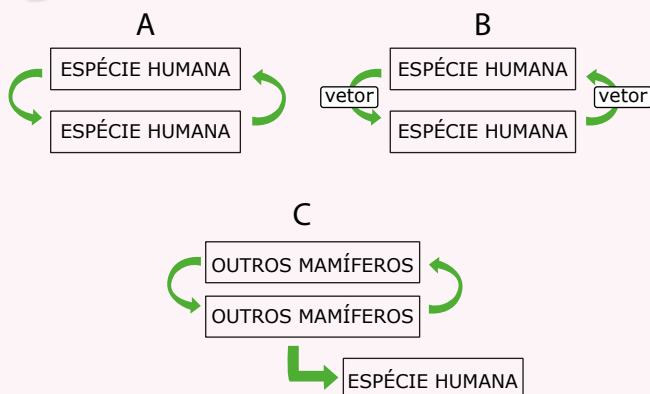 A
ESPÉCIE HUMANA
ESPÉCIE HUMANA
B
ESPÉCIE HUMANA
vetor
vetor
ESPÉCIE HUMANA
C
OUTROS MAMÍFEROS
OUTROS MAMÍFEROS
ESPÉCIE HUMANA